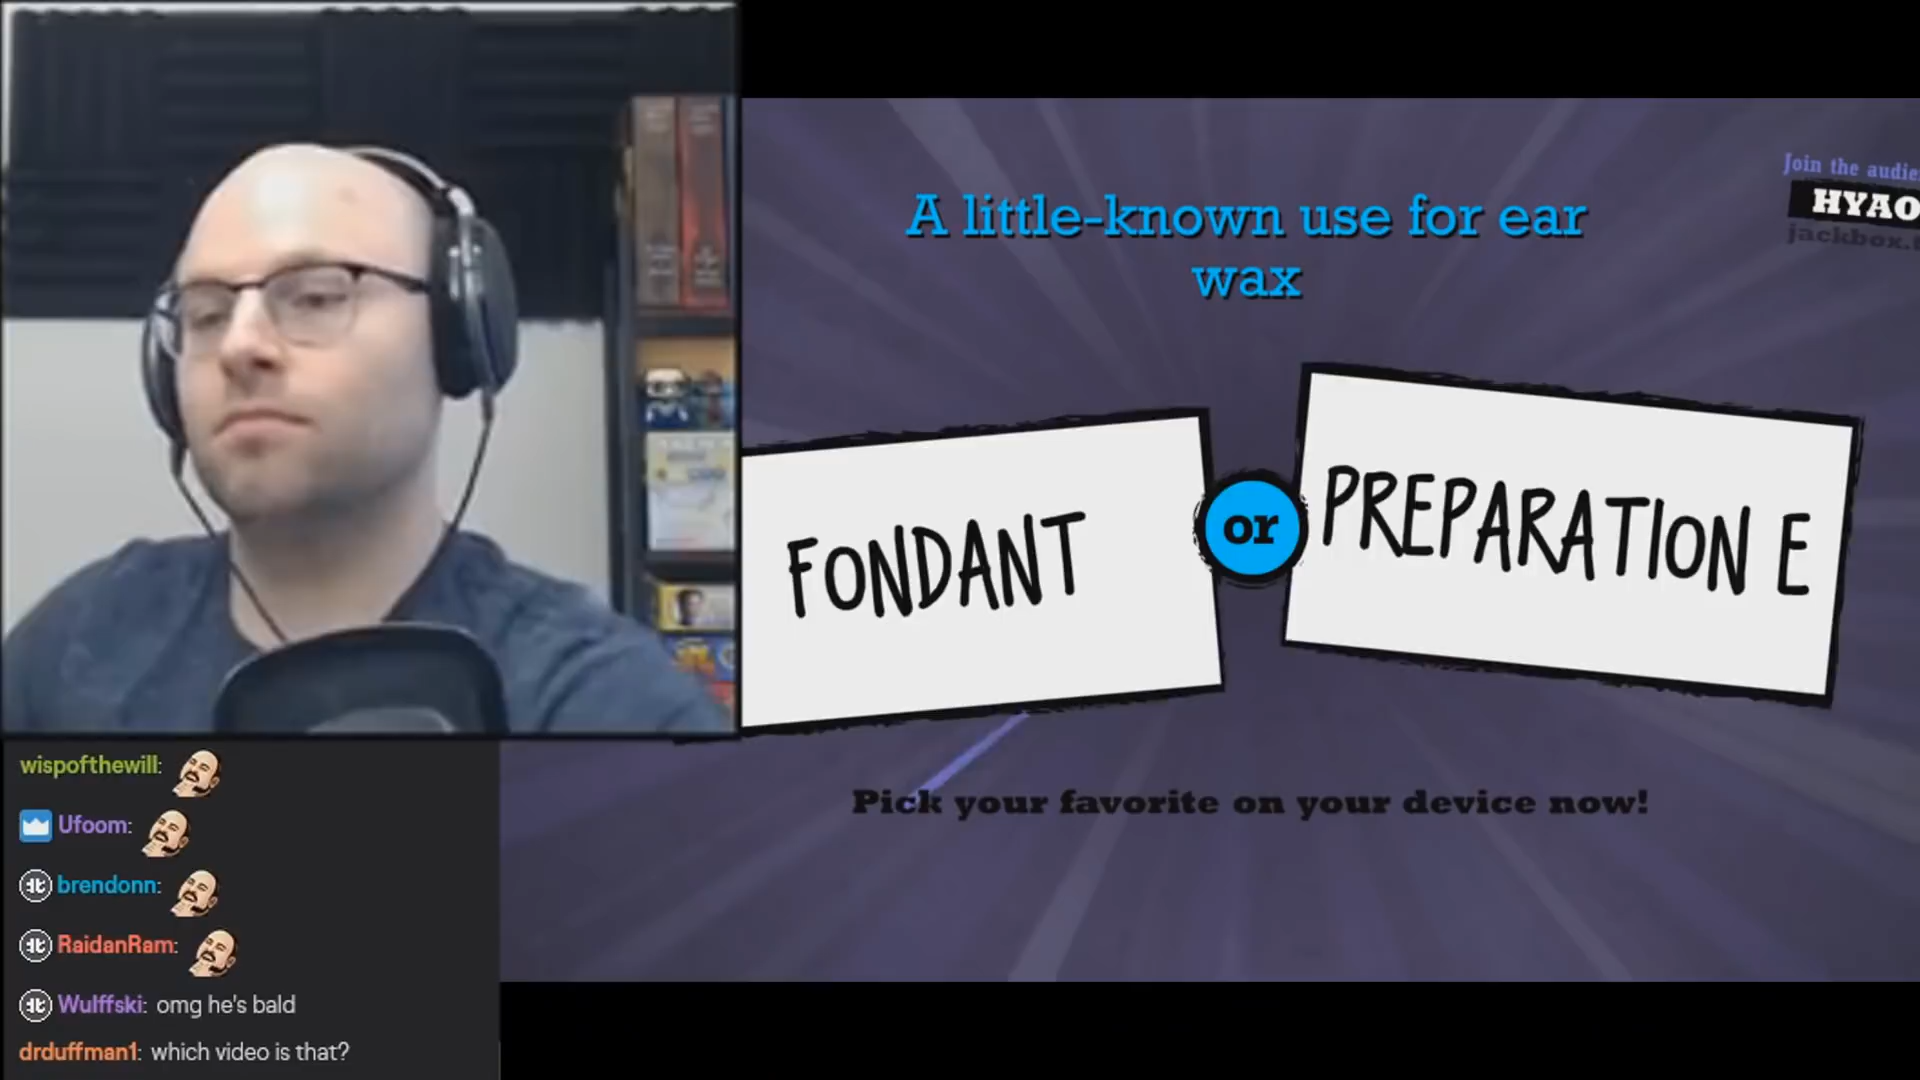 Join the audie
HYAO
jackbox.t
A little-known use for ear
wax
FONDANT
or
PREPARATION E
Pick your favorite on your device now!
wispofthewill:
Ufoom:
brendonn:
RaidanRam:
Wulffski: omg he's bald
drduffman1: which video is that?